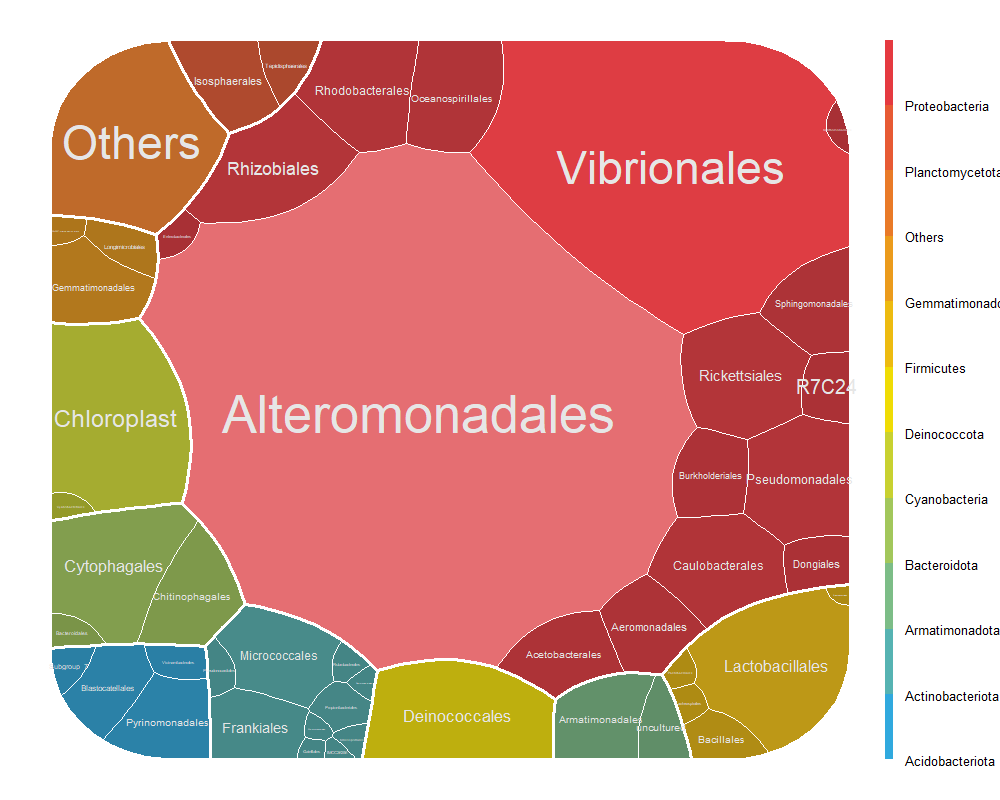 Isosphaerales
Tepidisphaerales
Rhodobacterales
Oceanospirillales
Others
Rhizobiales
Vibrionales
Longimicrobiales
Gemmatimonadales
Sphingomonadales
Rickettsiales
R7C24
Chloroplast
Alteromonadales
Burkholderiales
Pseudomonadales
Cytophagales
Chitinophagales
Caulobacterales
Dongiales
Bacteroidales
Aeromonadales
Acetobacterales
Micrococcales
Lactobacillales
Blastocatellales
Pyrinomonadales
Frankiales
Deinococcales
Armatimonadales
uncultured
Bacillales
Proteobacteria
Planctomycetota
Others
Gemmatimonado
Firmicutes
Deinococcota
Cyanobacteria
Bacteroidota
Armatimonadota
Actinobacteriota
Acidobacteriota